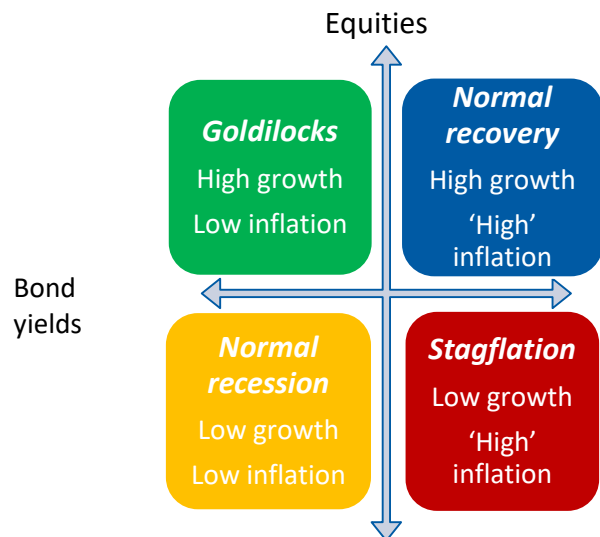 Equities
Goldilocks
High growth
Low inflation
Normal
recovery
High growth
‘High’
inflation
Bond
yields
Normal
recession
Low growth
Low inflation
Stagflation
Low growth
‘High’
inflation